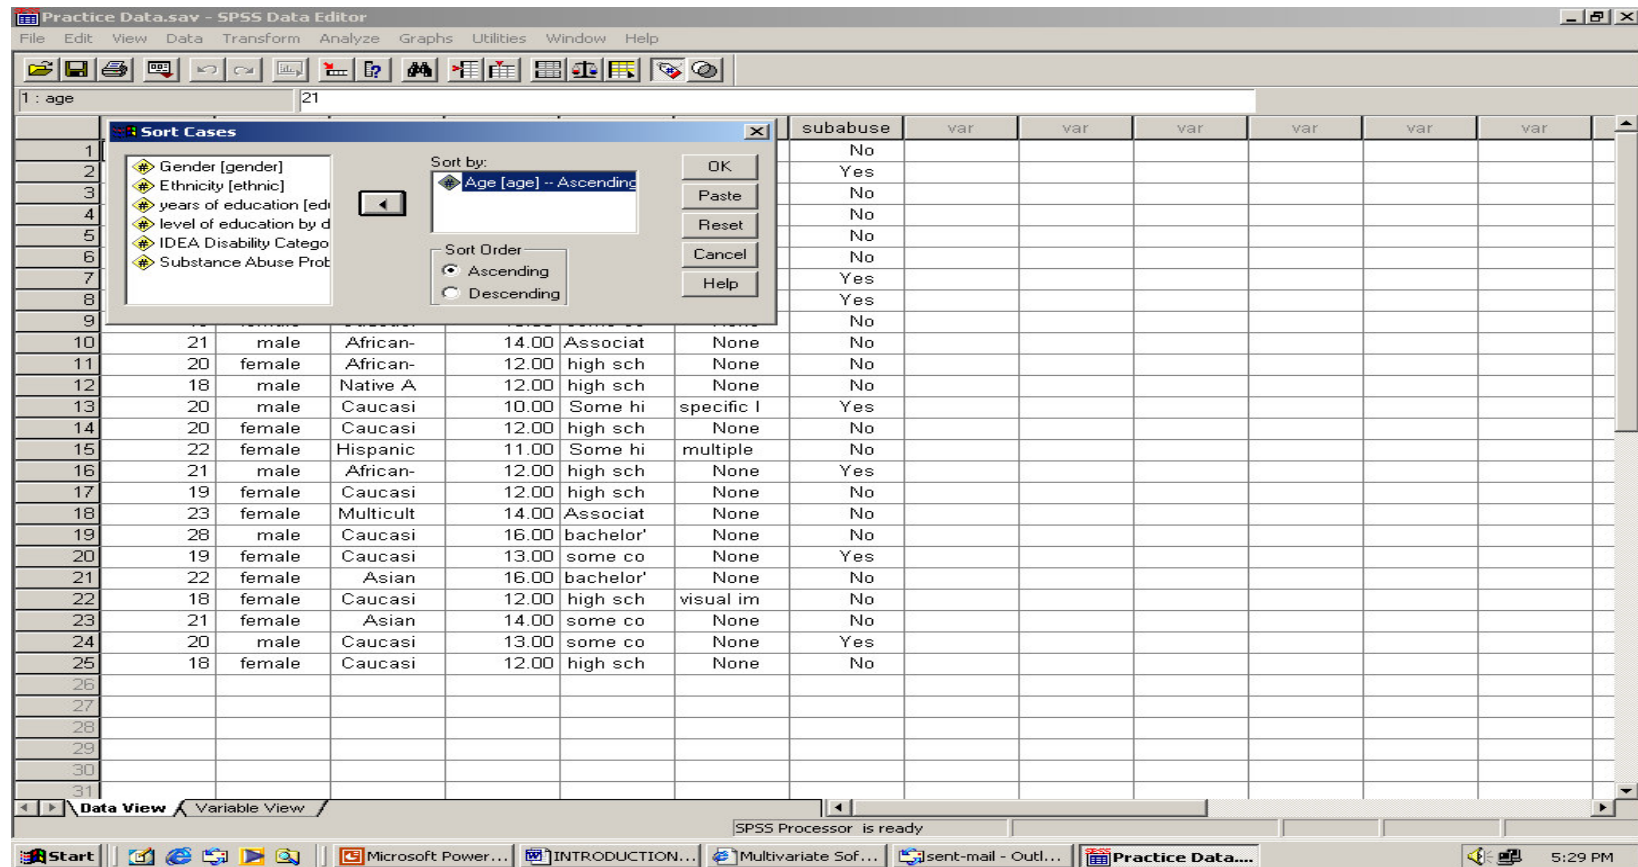 Practice Data.sav - SPSS Data Editor
File Edit View Data Transform Analyze Graphs Utilities Window Help
1 : age 21
subabuse var var var var var var
Sort Cases
Gender [gender]
Ethnicity [ethnic]
years of education [edu
level of education by d
IDEA Disability Catego
Substance Abuse Prob
Sort by:
Age [age] -- Ascending
Sort Order
Ascending
Descending
OK
Paste
Reset
Cancel
Help
1 No
2 Yes
3 No
4 No
5 No
6 No
7 Yes
8 Yes
9 No
10 21 male African- 14.00 Associat None No
11 20 female African- 12.00 high sch None No
12 18 male Native A 12.00 high sch None No
13 20 male Caucasi 10.00 Some hi specific l Yes
14 20 female Caucasi 12.00 high sch None No
15 22 female Hispanic 11.00 Some hi multiple No
16 21 male African- 12.00 high sch None Yes
17 19 female Caucasi 12.00 high sch None No
18 23 female Multicult 14.00 Associat None No
19 28 male Caucasi 16.00 bachelor' None No
20 19 female Caucasi 13.00 some co None Yes
21 22 female Asian 16.00 bachelor' None No
22 18 female Caucasi 12.00 high sch visual im No
23 21 female Asian 14.00 some co None No
24 20 male Caucasi 13.00 some co None Yes
25 18 female Caucasi 12.00 high sch None No
26
27
28
29
30
31
Data View Variable View
SPSS Processor is ready
Start Microsoft Power... INTRODUCTION... Multivariate Sof... sent-mail - Outl... Practice Data.... 5:29 PM